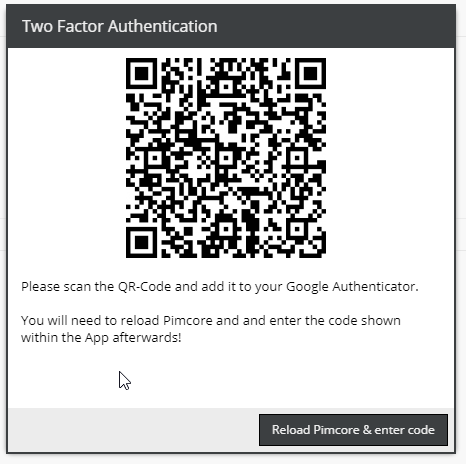 Two Factor Authentication
Please scan the QR-Code and add it to your Google Authenticator.
You will need to reload Pimcore and and enter the code shown
within the App afterwards!
Reload Pimcore & enter code